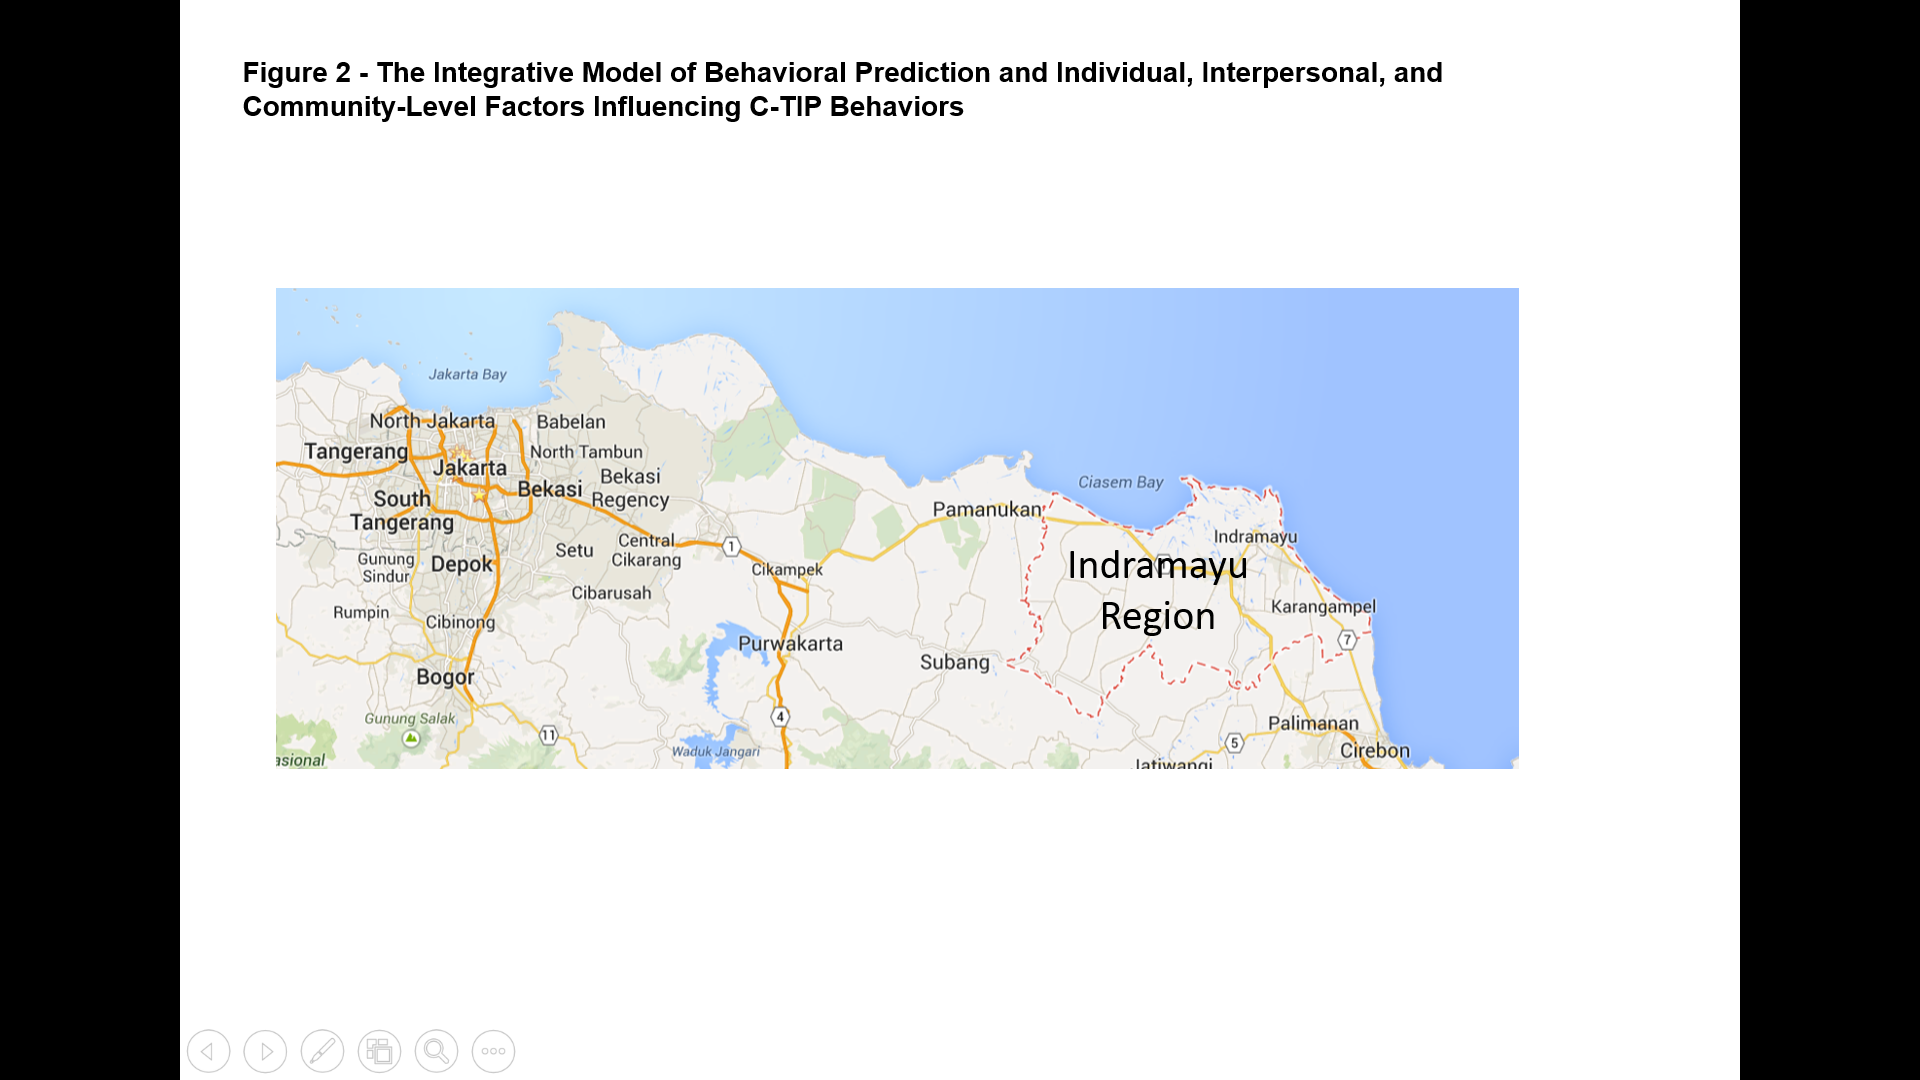 Figure 2 - The Integrative Model of Behavioral Prediction and Individual, Interpersonal, and
Community-Level Factors Influencing C-TIP Behaviors
Jakarta Bay
North Jakarta
Babelan
Tangerang
North Tambun
Jakarta
Bekasi
Regency
Bekasi
South
Tangerang
Ciasem Bay
Pamanukan
Indramayu
Central
Cikarang
1
Setu
Gunung
Sindur
Depok
Cikampek
Indramayu
Region
Cibarusah
Rumpin
Cibinong
Karangampel
7
Purwakarta
Subang
Bogor
Gunung Salak
4
11
Waduk Jangari
Palimanan
5
Cirebon
asional
Jatiwangi